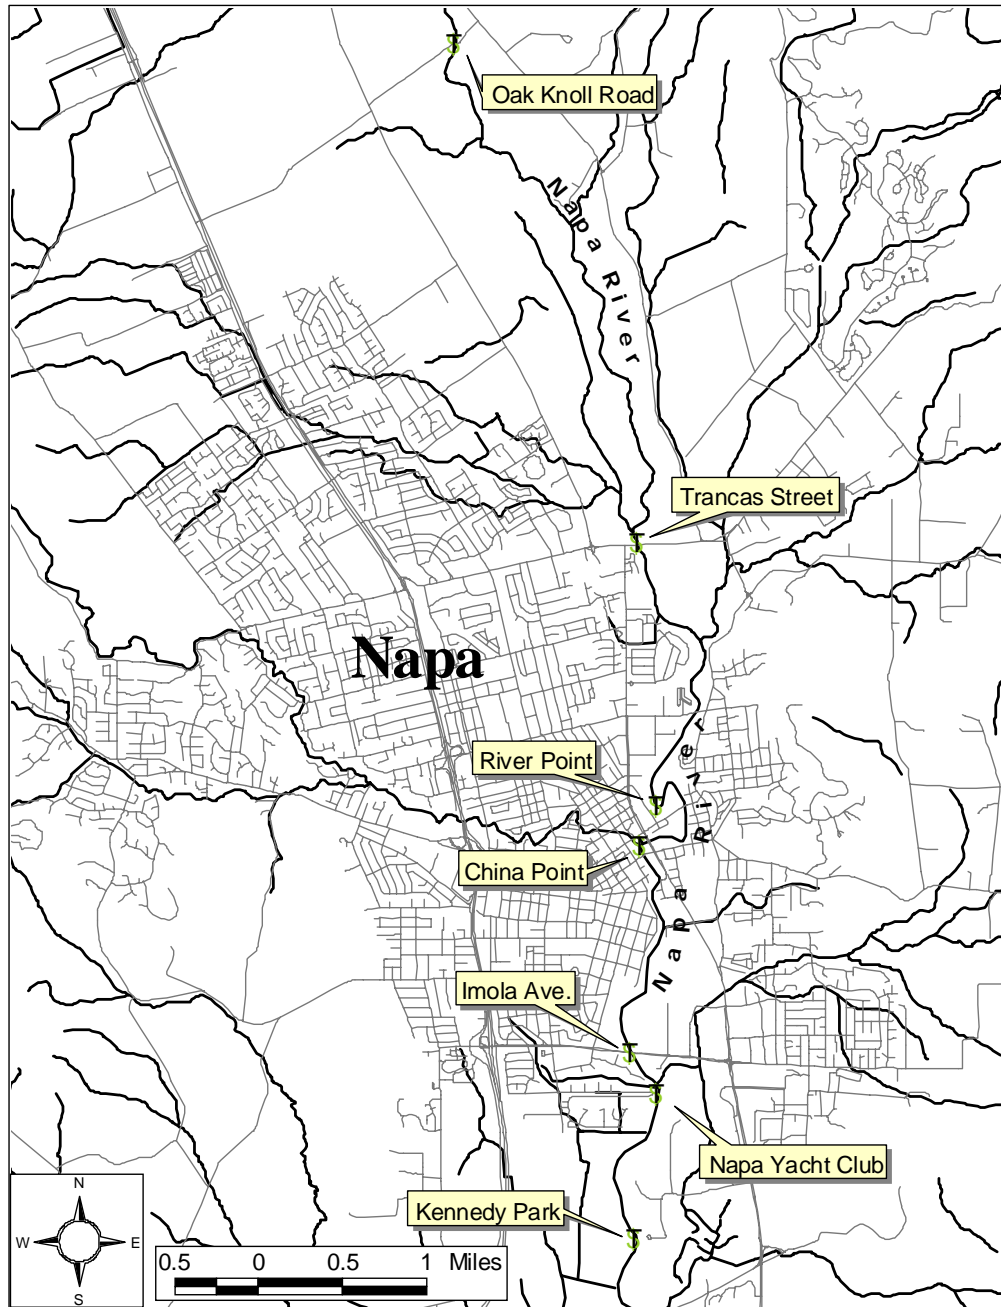 Oak Knoll Road
Napa River
Trancas Street
Napa
River Point
Napa River
China Point
Imola Ave.
Napa Yacht Club
Kennedy Park
N
W E
S
0.5 0 0.5 1 Miles